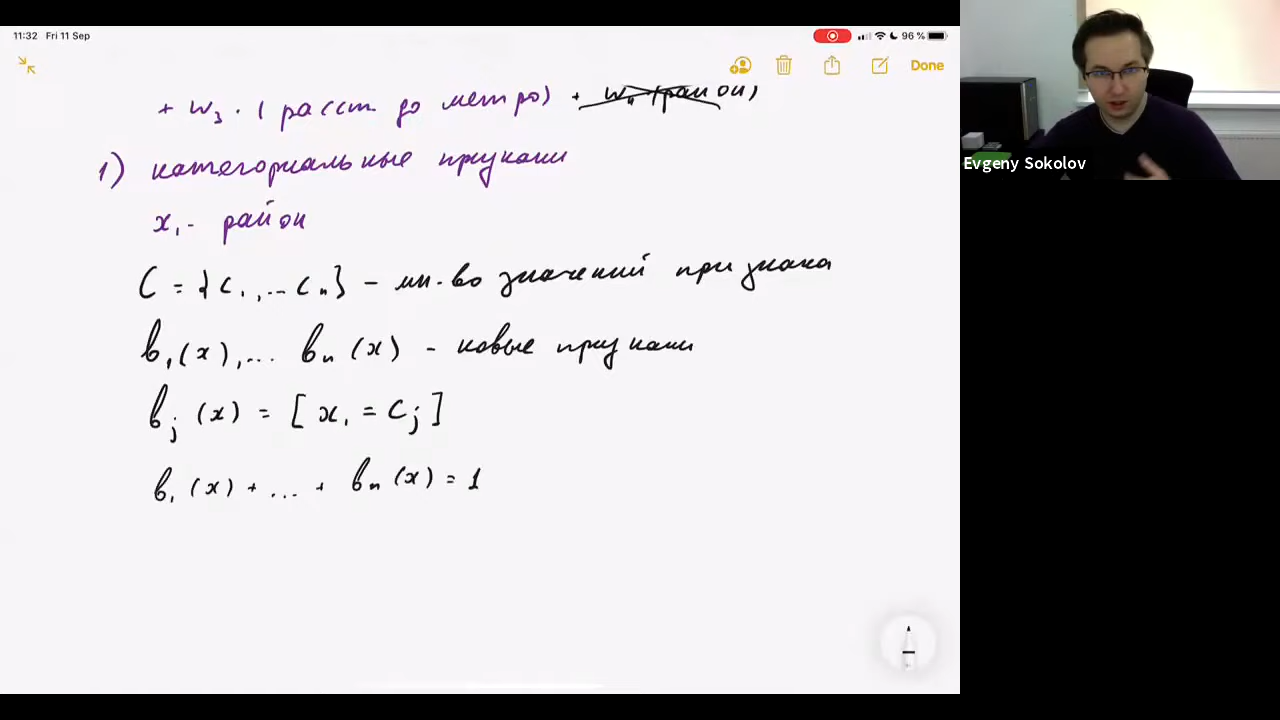 11:32 Fri 11 Sep 96 % Done
+ w₃ · (расст до метро) + w₄ (район)
1) категориальные признаки
x₁ - район
C = {c₁, ... cₙ} - мн-во значений признака
b₁(x), ... bₙ(x) - новые признаки
bⱼ(x) = [x₁ = cⱼ]
b₁(x) + ... + bₙ(x) = 1
Evgeny Sokolov